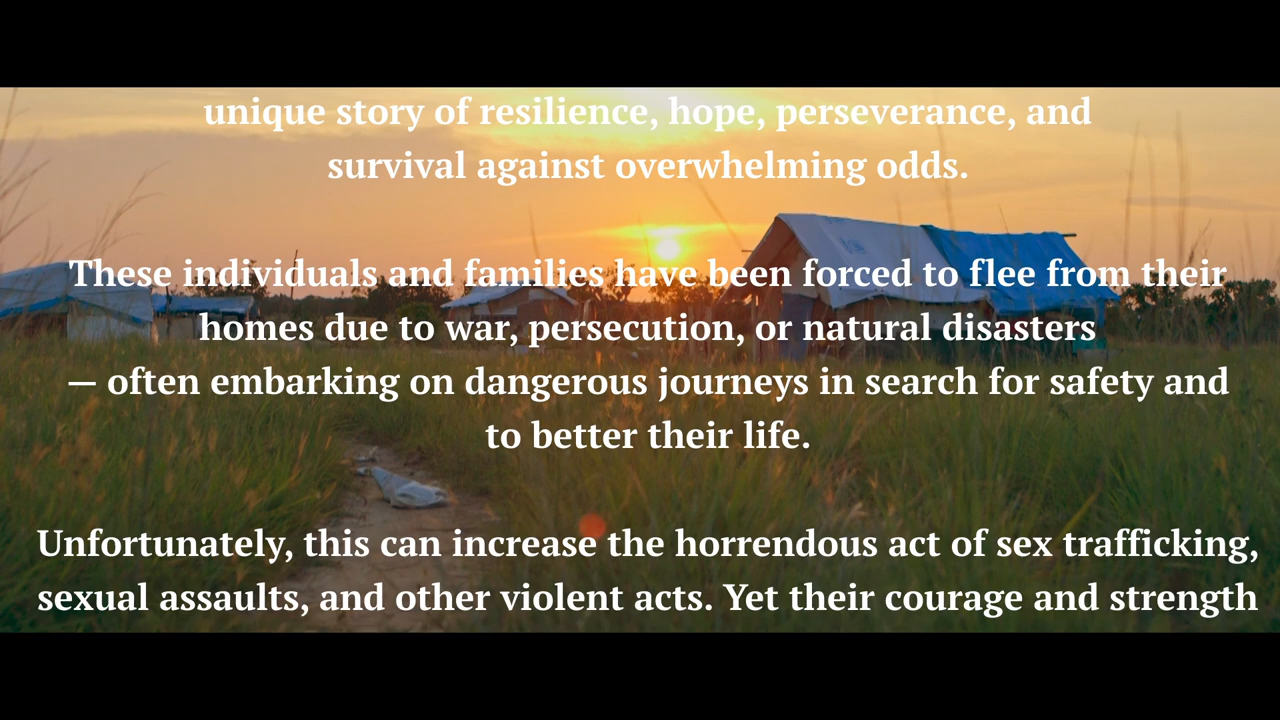 unique story of resilience, hope, perseverance, and
survival against overwhelming odds.
These individuals and families have been forced to flee from their
homes due to war, persecution, or natural disasters
— often embarking on dangerous journeys in search for safety and
to better their life.
Unfortunately, this can increase the horrendous act of sex trafficking,
sexual assaults, and other violent acts. Yet their courage and strength